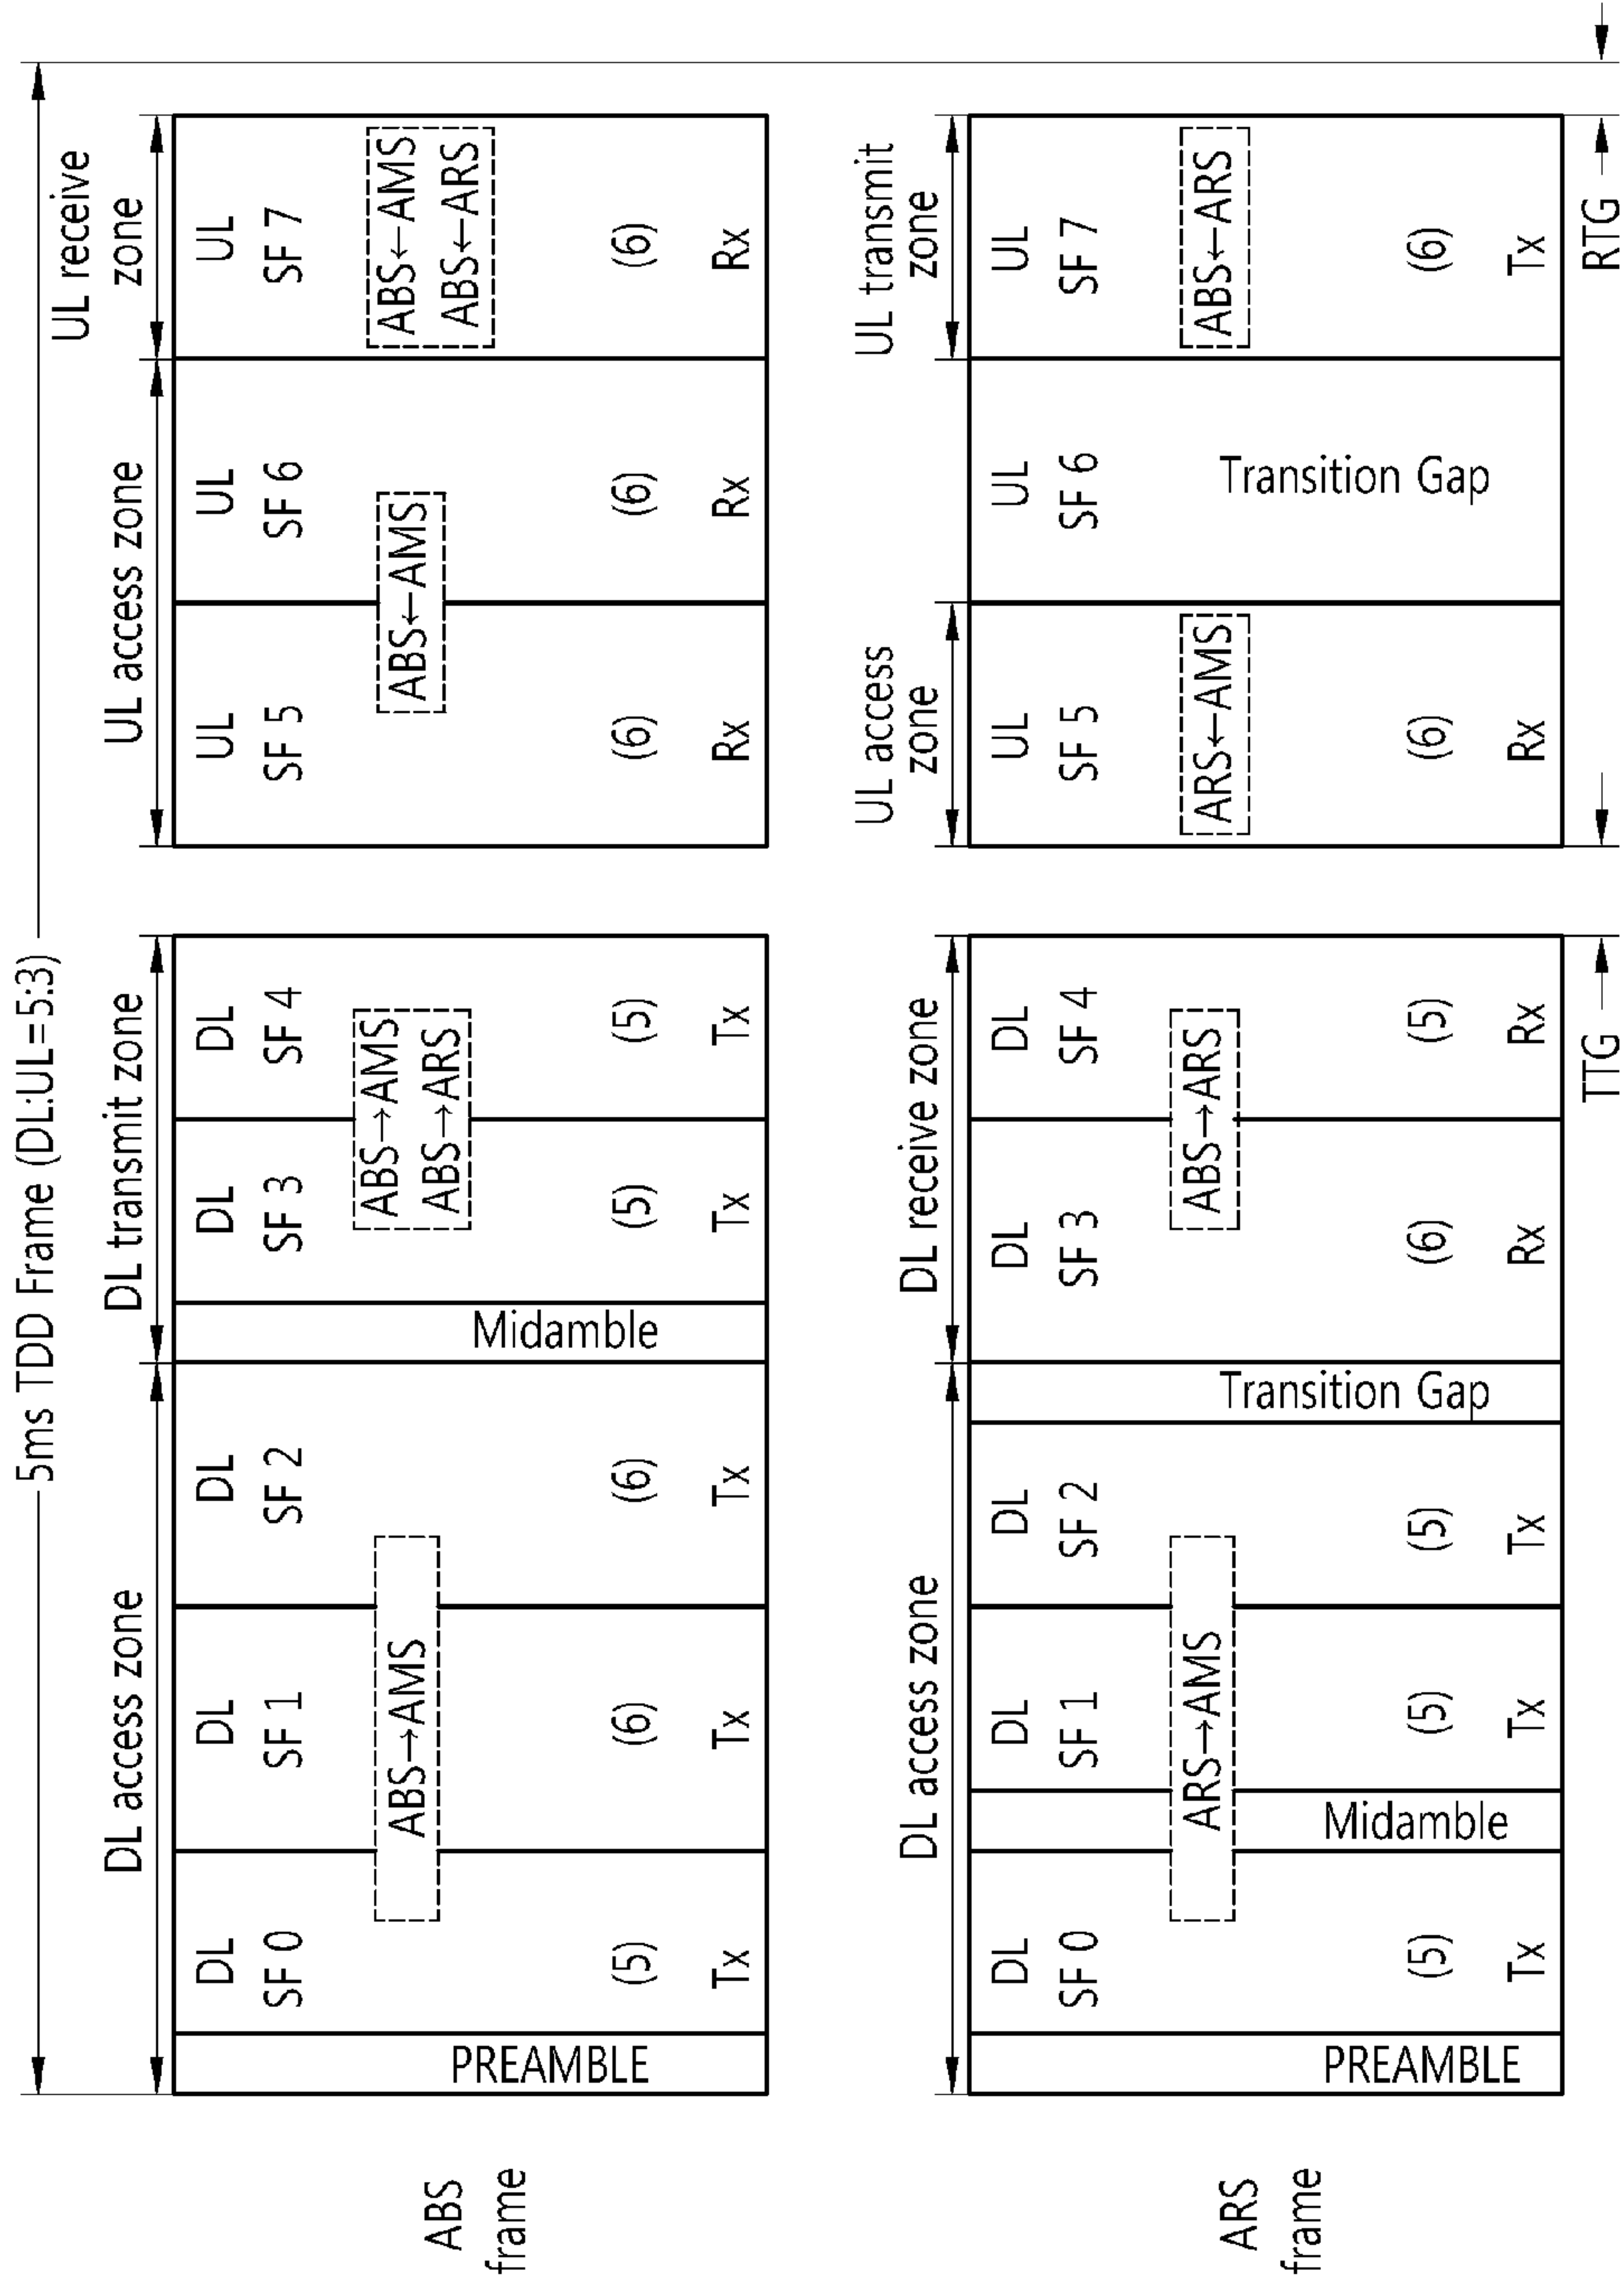 5ms TDD Frame (DL:UL=5:3)
ABS
frame
DL access zone
DL transmit zone
UL access zone
UL receive
zone
PREAMBLE
DL
SF 0
(5)
Tx
DL
SF 1
(6)
Tx
DL
SF 2
(6)
Tx
ABS→AMS
Midamble
DL
SF 3
(5)
Tx
DL
SF 4
(5)
Tx
ABS→AMS
ABS→ARS
UL
SF 5
(6)
Rx
UL
SF 6
(6)
Rx
ABS←AMS
UL
SF 7
ABS←AMS
ABS←ARS
(6)
Rx
ARS
frame
DL access zone
DL receive zone
UL access
zone
UL transmit
zone
PREAMBLE
DL
SF 0
(5)
Tx
Midamble
DL
SF 1
(5)
Tx
DL
SF 2
(5)
Tx
ARS→AMS
Transition Gap
DL
SF 3
(6)
Rx
DL
SF 4
(5)
Rx
ABS→ARS
UL
SF 5
ARS←AMS
(6)
Rx
UL
SF 6
Transition Gap
UL
SF 7
ABS←ARS
(6)
Tx
TTG
RTG